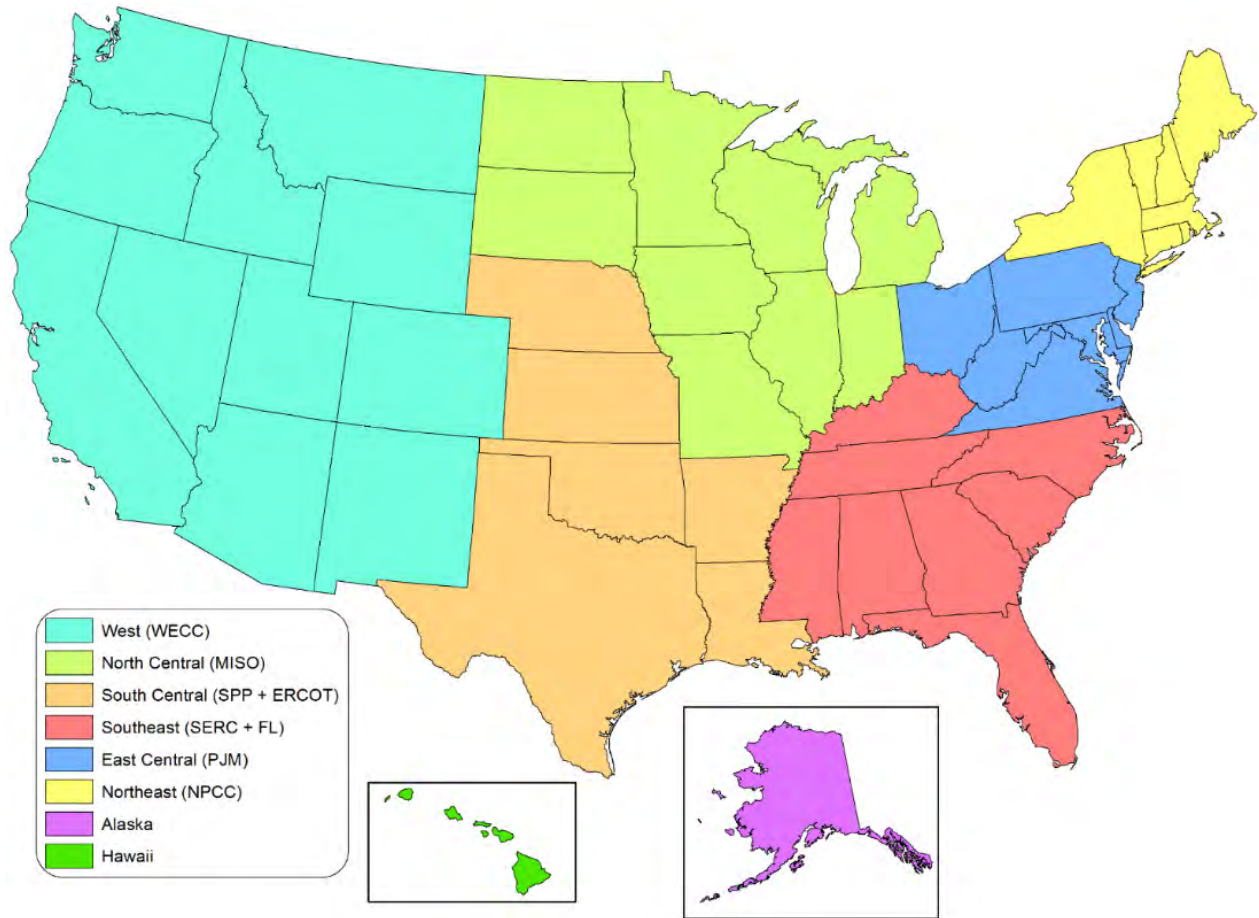 West (WECC)
North Central (MISO)
South Central (SPP + ERCOT)
Southeast (SERC + FL)
East Central (PJM)
Northeast (NPCC)
Alaska
Hawaii